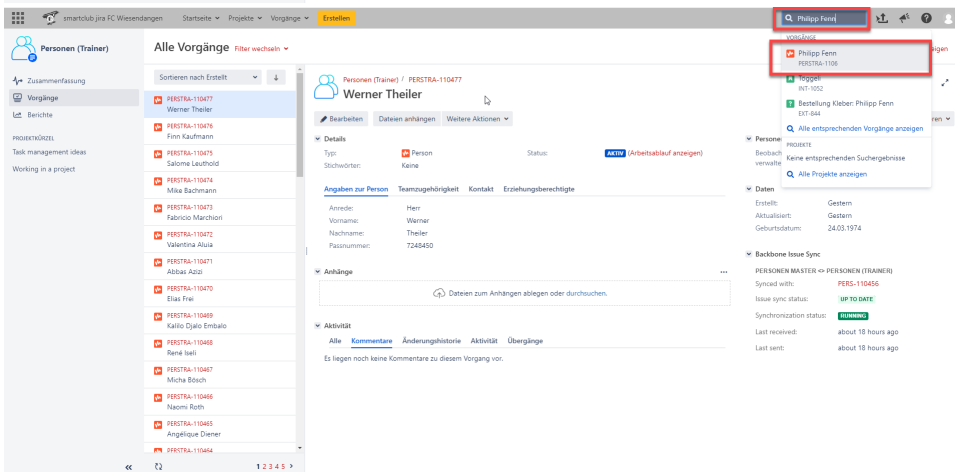 smartclub jira FC Wiesendangen Startseite Projekte Vorgänge Erstellen
Philipp Fenn
Personen (Trainer)
Zusammenfassung
Vorgänge
Berichte
PROJEKTKÜRZEL
Task management ideas
Working in a project
Alle Vorgänge Filter wechseln
Sortieren nach Erstellt
PERSTRA-110477
Werner Theiler
PERSTRA-110476
Finn Kaufmann
PERSTRA-110475
Salome Leuthold
PERSTRA-110474
Mike Bachmann
PERSTRA-110473
Fabricio Marchiori
PERSTRA-110472
Valentina Aluia
PERSTRA-110471
Abbas Azizi
PERSTRA-110470
Elias Frei
PERSTRA-110469
Kalilo Djalo Embalo
PERSTRA-110468
René Iseli
PERSTRA-110467
Micha Bösch
PERSTRA-110466
Naomi Roth
PERSTRA-110465
Angélique Diener
PERSTRA-110464
1 2 3 4 5 >
Personen (Trainer) / PERSTRA-110477
Werner Theiler
Bearbeiten Dateien anhängen Weitere Aktionen
Details
Typ: Person Status: AKTIV (Arbeitsablauf anzeigen)
Stichwörter: Keine
Angaben zur Person Teamzugehörigkeit Kontakt Erziehungsberechtigte
Anrede: Herr
Vorname: Werner
Nachname: Theiler
Passnummer: 7248450
Anhänge
Dateien zum Anhängen ablegen oder durchsuchen.
Aktivität
Alle Kommentare Änderungshistorie Aktivität Übergänge
Es liegen noch keine Kommentare zu diesem Vorgang vor.
VORGÄNGE
Philipp Fenn
PERSTRA-1106
Toggeli
INT-1052
Bestellung Kleber: Philipp Fenn
EXT-844
Alle entsprechenden Vorgänge anzeigen
PROJEKTE
Keine entsprechenden Suchergebnisse
Alle Projekte anzeigen
eigen
ren
Persone
Beobach
verwalte
Daten
Erstellt: Gestern
Aktualisiert: Gestern
Geburtsdatum: 24.03.1974
Backbone Issue Sync
PERSONEN MASTER <> PERSONEN (TRAINER)
Synced with: PERS-110456
Issue sync status: UP TO DATE
Synchronization status: RUNNING
Last received: about 18 hours ago
Last sent: about 18 hours ago